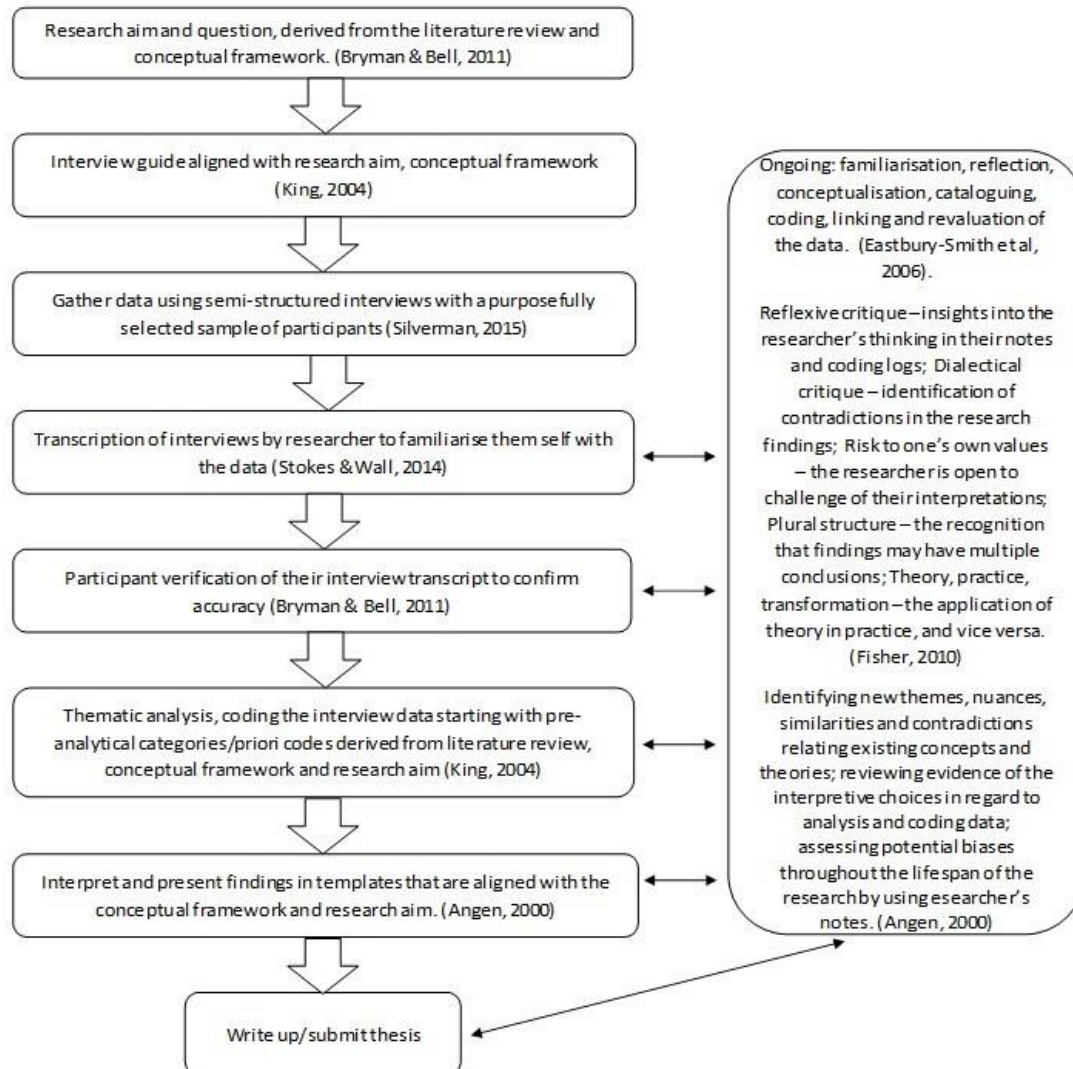 Research aim and question, derived from the literature review and
conceptual framework. (Bryman & Bell, 2011)
Interview guide aligned with research aim, conceptual framework
(King, 2004)
Gather data using semi-structured interviews with a purposefully
selected sample of participants (Silverman, 2015)
Transcription of interviews by researcher to familiarise them self with
the data (Stokes & Wall, 2014)
Participant verification of their interview transcript to confirm
accuracy (Bryman & Bell, 2011)
Thematic analysis, coding the interview data starting with pre-
analytical categories/priori codes derived from literature review,
conceptual framework and research aim (King, 2004)
Interpret and present findings in templates that are aligned with the
conceptual framework and research aim. (Angen, 2000)
Write up/submit thesis
Ongoing: familiarisation, reflection,
conceptualisation, cataloguing,
coding, linking and revaluation of
the data. (Eastbury-Smith et al,
2006).
Reflexive critique – insights into the
researcher's thinking in their notes
and coding logs; Dialectical
critique – identification of
contradictions in the research
findings; Risk to one's own values
– the researcher is open to
challenge of their interpretations;
Plural structure – the recognition
that findings may have multiple
conclusions; Theory, practice,
transformation – the application of
theory in practice, and vice versa.
(Fisher, 2010)
Identifying new themes, nuances,
similarities and contradictions
relating existing concepts and
theories; reviewing evidence of the
interpretive choices in regard to
analysis and coding data;
assessing potential biases
throughout the lifespan of the
research by using esearcher's
notes. (Angen, 2000)